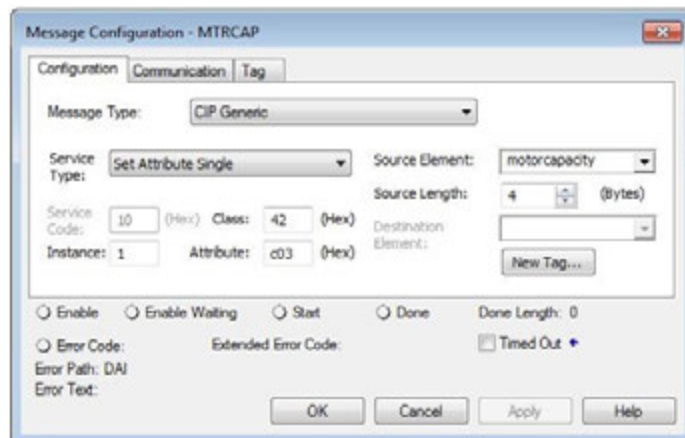 Message Configuration - MTRCAP
Configuration Communication Tag
Message Type: CIP Generic
Service Type: Set Attribute Single Source Element: motorcapacity
Source Length: 4 (Bytes)
Service Code: 10 (Hex) Class: 42 (Hex) Destination Element:
Instance: 1 Attribute: c03 (Hex) New Tag...
Enable Enable Waiting Start Done Done Length: 0
Error Code: Extended Error Code: Timed Out
Error Path: DAI
Error Text:
OK Cancel Apply Help